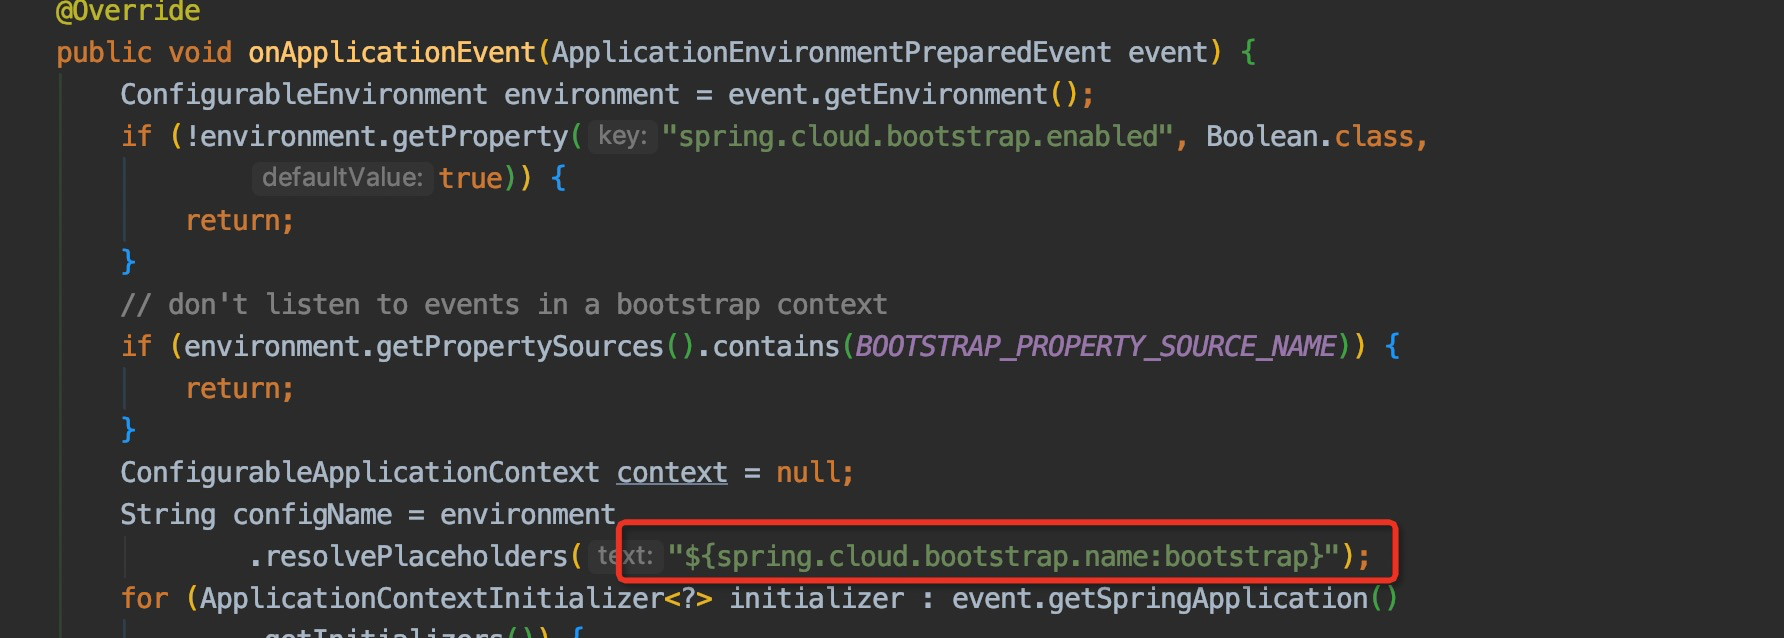 @Override
public void onApplicationEvent(ApplicationEnvironmentPreparedEvent event) {
ConfigurableEnvironment environment = event.getEnvironment();
if (!environment.getProperty( key: "spring.cloud.bootstrap.enabled", Boolean.class,
defaultValue: true)) {
return;
}
// don't listen to events in a bootstrap context
if (environment.getPropertySources().contains(BOOTSTRAP_PROPERTY_SOURCE_NAME)) {
return;
}
ConfigurableApplicationContext context = null;
String configName = environment
.resolvePlaceholders( text: "${spring.cloud.bootstrap.name:bootstrap}");
for (ApplicationContextInitializer<?> initializer : event.getSpringApplication()
.getInitializers()) {